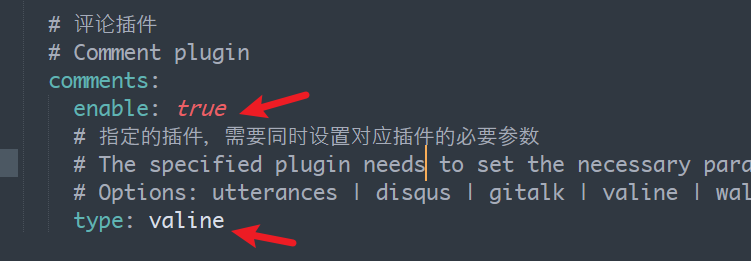 # 评论插件
# Comment plugin
comments:
enable: true
# 指定的插件，需要同时设置对应插件的必要参数
# The specified plugin needs to set the necessary para
# Options: utterances | disqus | gitalk | valine | wal
type: valine